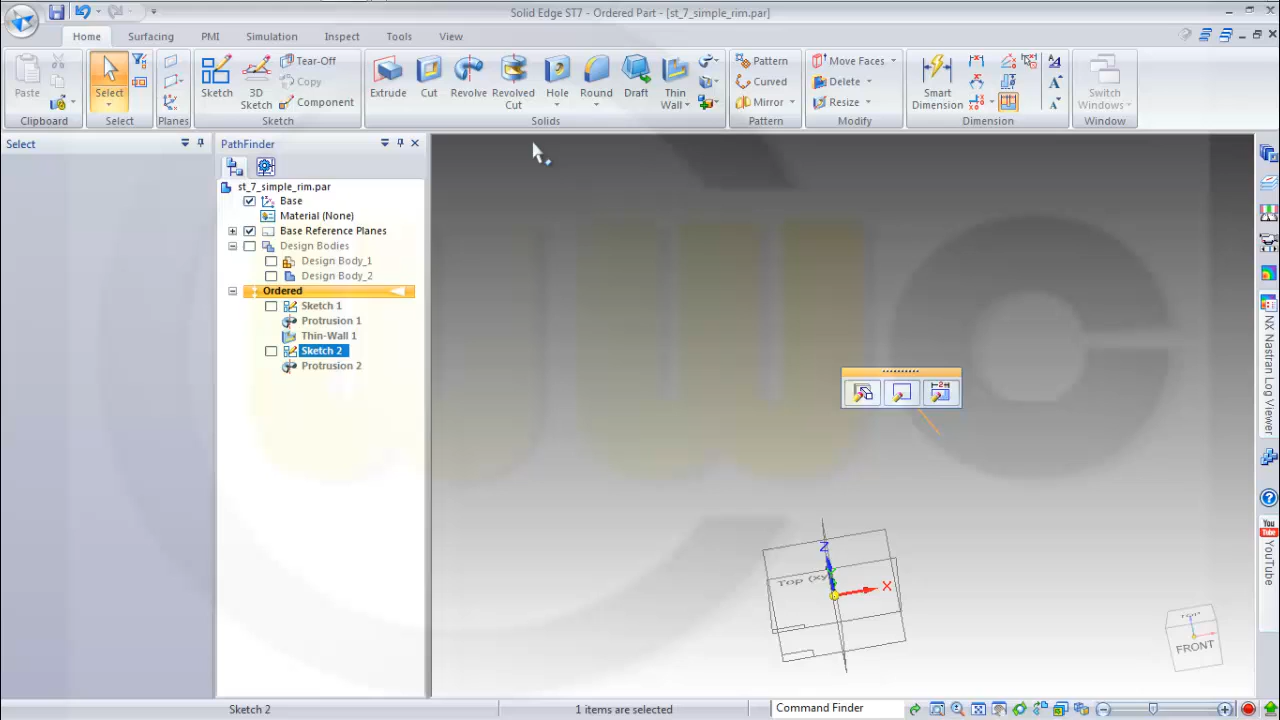 Solid Edge ST7 - Ordered Part - [st_7_simple_rim.par]
Home Surfacing PMI Simulation Inspect Tools View
Paste Select Sketch 3D Sketch Tear-Off Copy Component Extrude Cut Revolve Revolved Cut Hole Round Draft Thin Wall Pattern Curved Mirror Move Faces Delete Resize Smart Dimension Switch Windows
Clipboard Select Planes Sketch Solids Pattern Modify Dimension Window
Select
PathFinder
st_7_simple_rim.par
Base
Material (None)
Base Reference Planes
Design Bodies
Design Body_1
Design Body_2
Ordered
Sketch 1
Protrusion 1
Thin-Wall 1
Sketch 2
Protrusion 2
Z
Top (xy
X
TOP
FRONT
NX Nastran Log Viewer
You Tube
YouTube
Sketch 2
1 items are selected
Command Finder